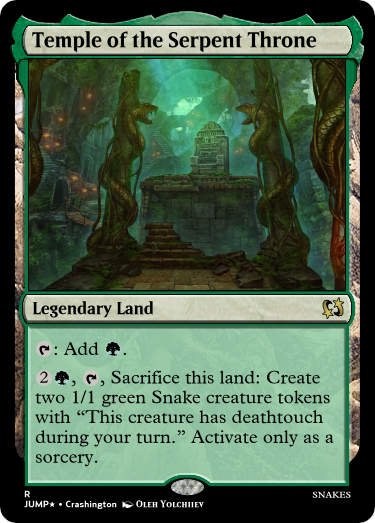 Temple of the Serpent Throne
Legendary Land
: Add .
2 , , Sacrifice this land: Create
two 1/1 green Snake creature tokens
with “This creature has deathtouch
during your turn.” Activate only as a
sorcery.
R
JUMP★ • Crashington OLEH YOLCHIIEV
SNAKES